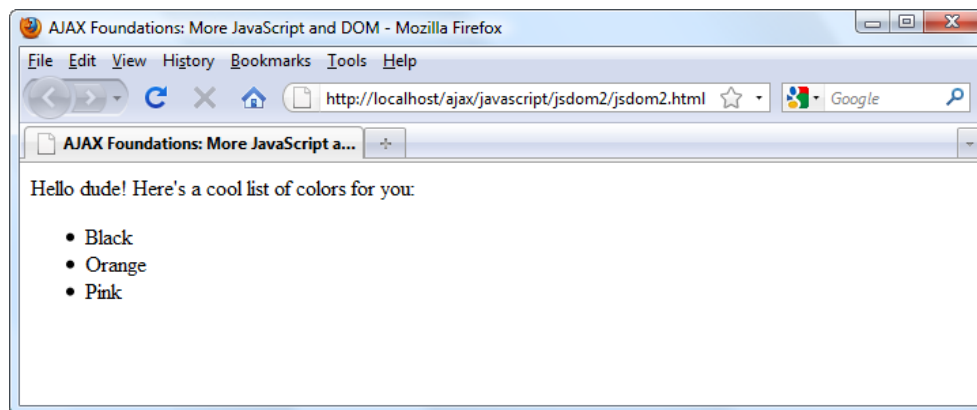 AJAX Foundations: More JavaScript and DOM - Mozilla Firefox
File Edit View History Bookmarks Tools Help
http://localhost/ajax/javascript/jsdom2/jsdom2.html Google
AJAX Foundations: More JavaScript a...
Hello dude! Here's a cool list of colors for you:
• Black
• Orange
• Pink